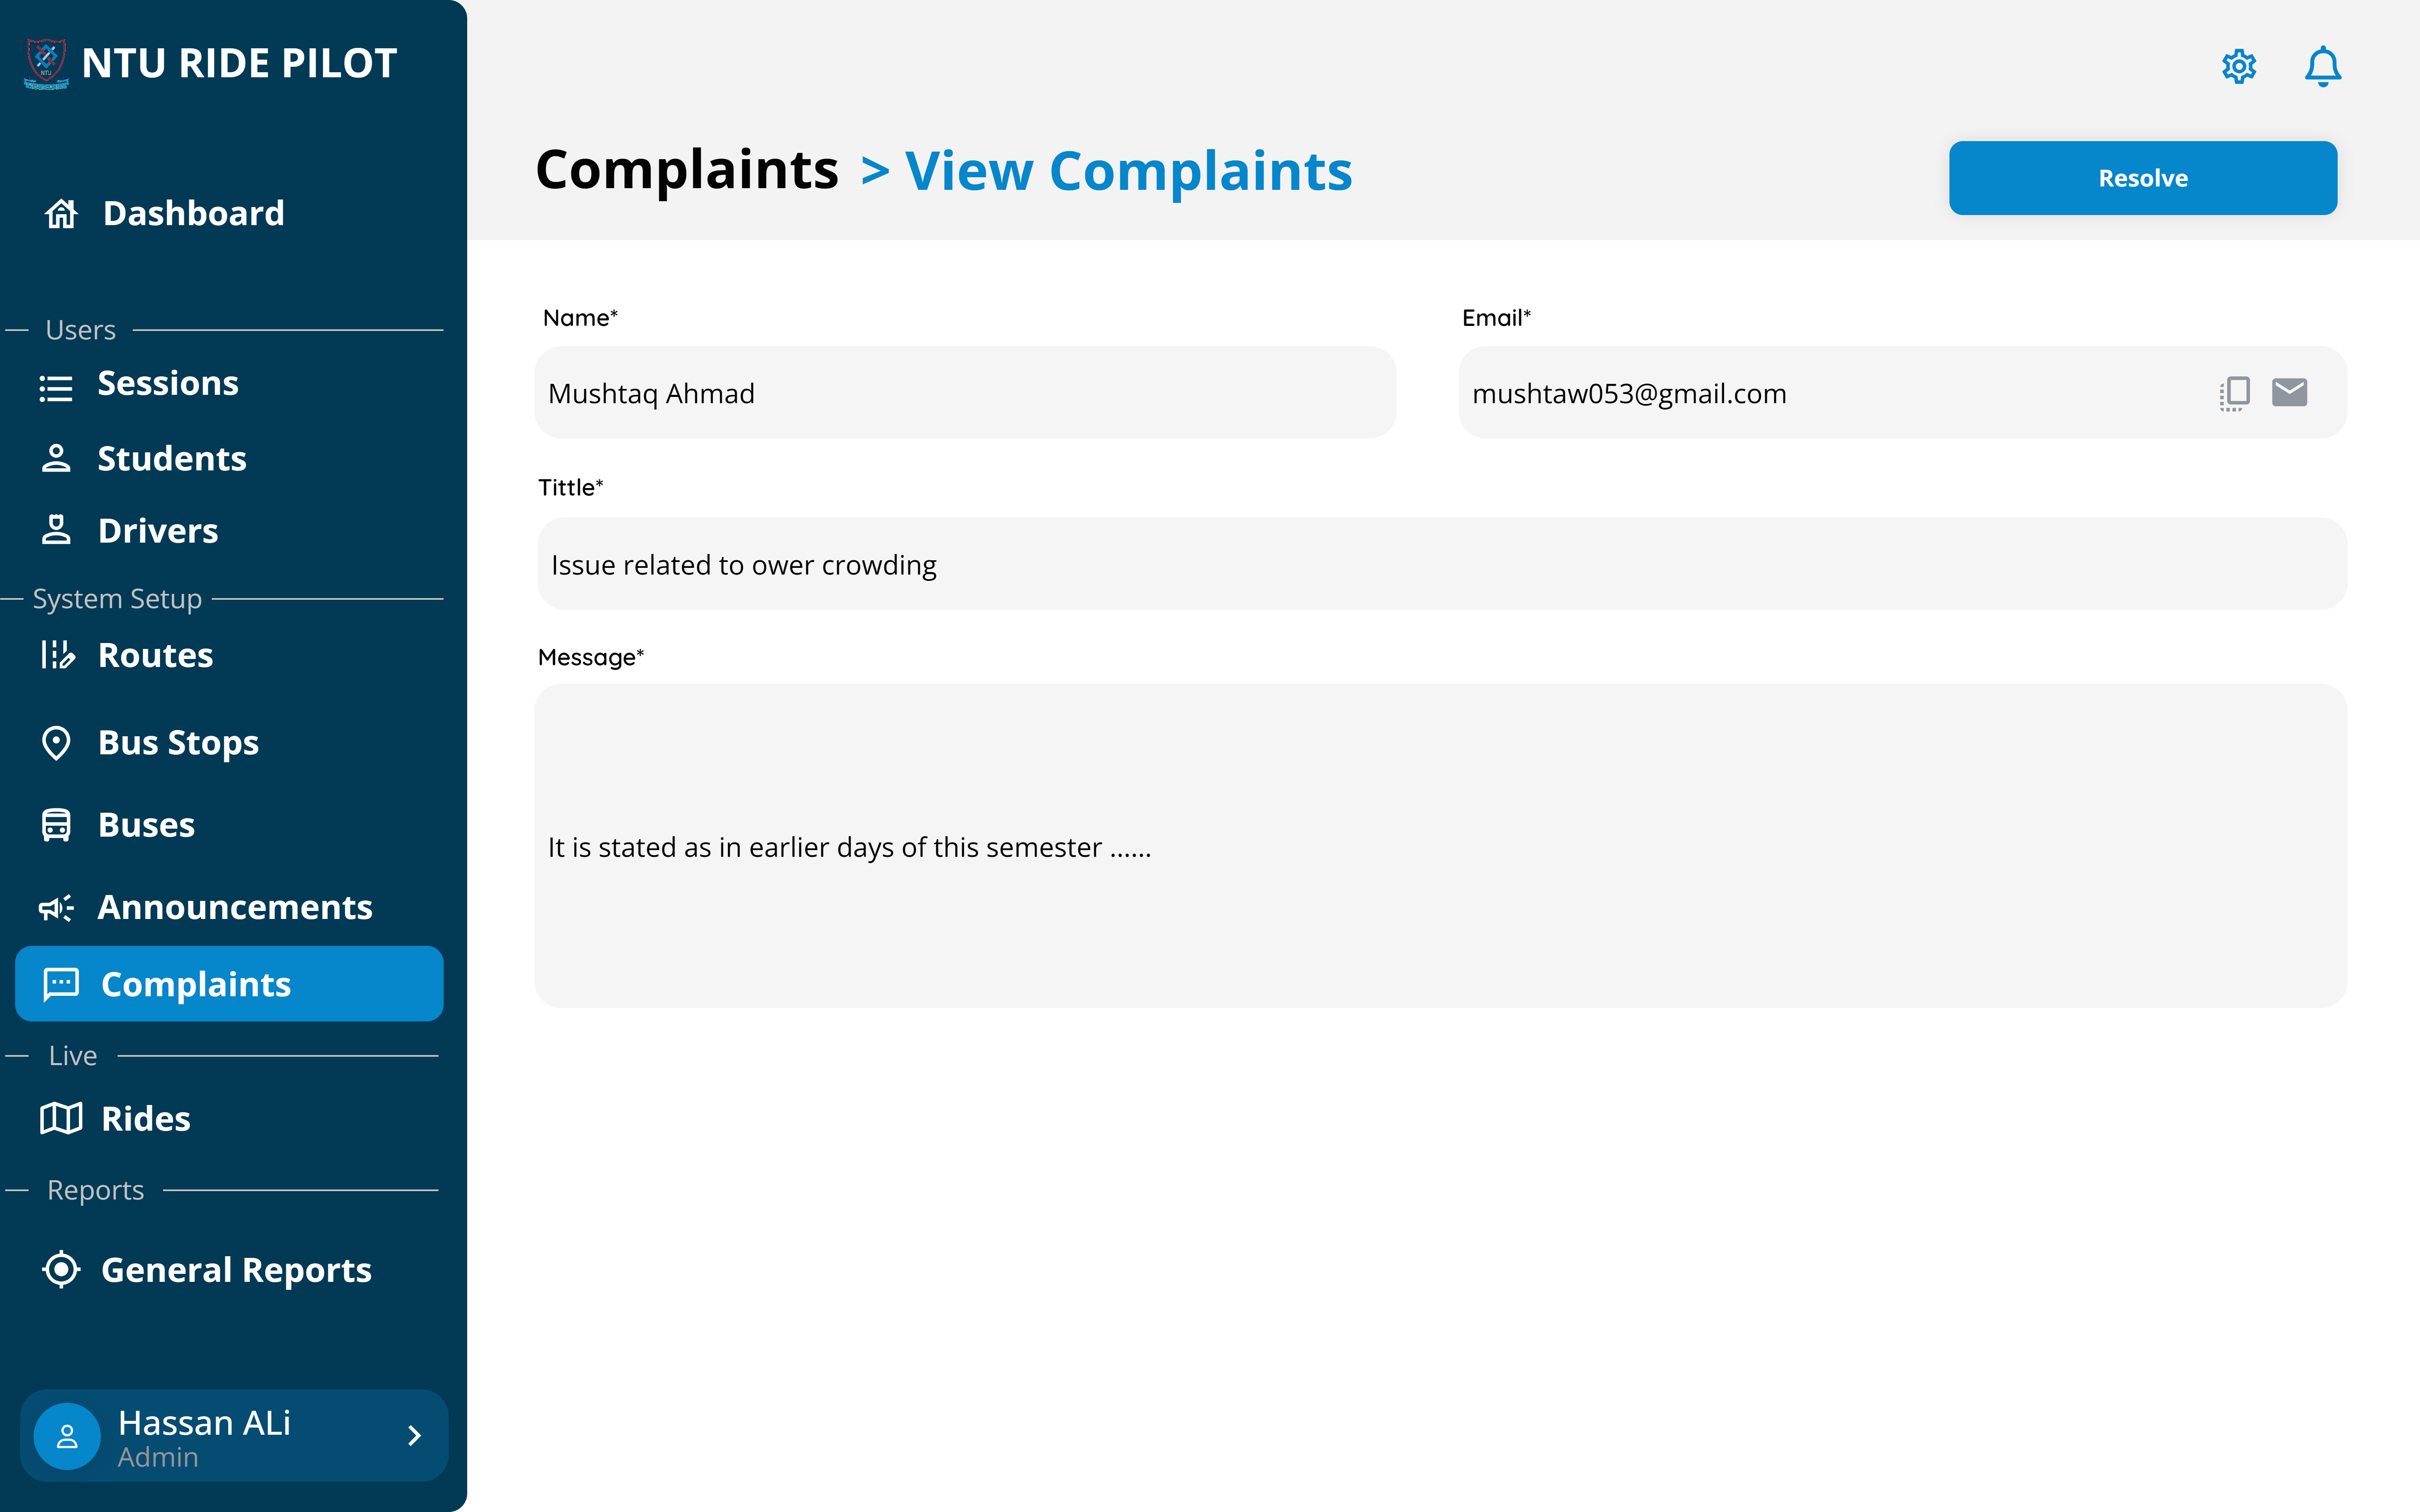 NTU RIDE PILOT
Dashboard
Users
Sessions
Students
Drivers
System Setup
Routes
Bus Stops
Buses
Announcements
Complaints
Live
Rides
Reports
General Reports
Hassan ALi
Admin
Complaints > View Complaints
Resolve
Name*
Mushtaq Ahmad
Email*
mushtaw053@gmail.com
Tittle*
Issue related to ower crowding
Message*
It is stated as in earlier days of this semester ......